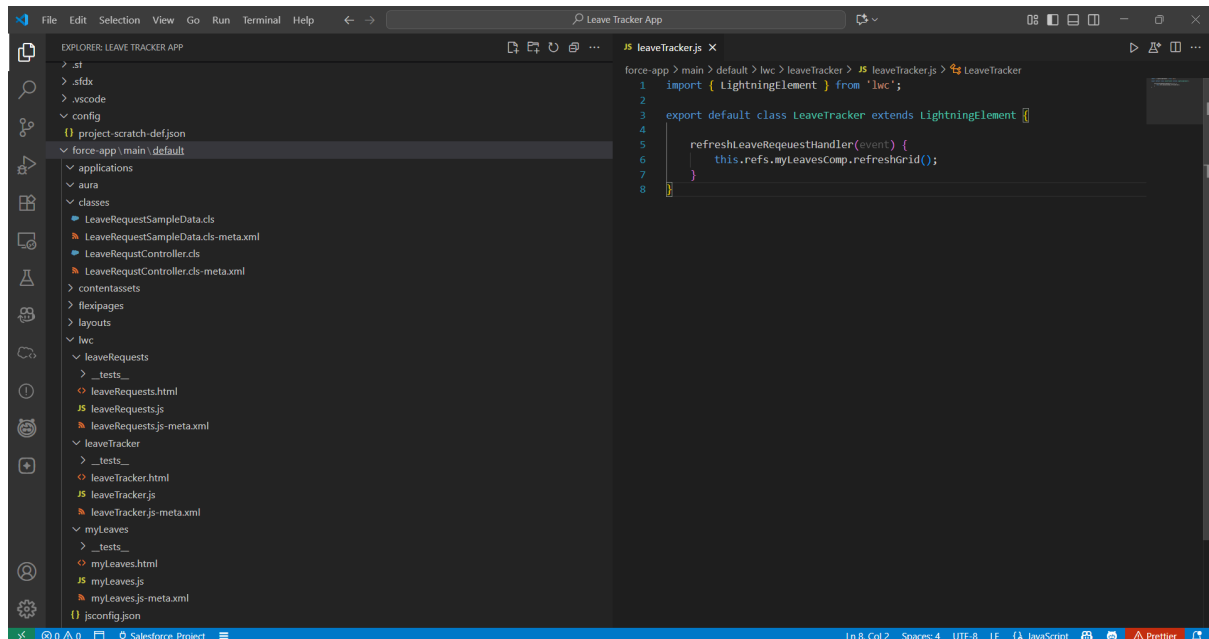 File Edit Selection View Go Run Terminal Help
Leave Tracker App
EXPLORER: LEAVE TRACKER APP
.sf
.sfdx
.vscode
config
project-scratch-def.json
force-app\main\default
applications
aura
classes
LeaveRequestSampleData.cls
LeaveRequestSampleData.cls-meta.xml
LeaveRequstController.cls
LeaveRequstController.cls-meta.xml
contentassets
flexipages
layouts
lwc
leaveRequests
__tests__
leaveRequests.html
JS leaveRequests.js
leaveRequests.js-meta.xml
leaveTracker
__tests__
leaveTracker.html
JS leaveTracker.js
leaveTracker.js-meta.xml
myLeaves
__tests__
myLeaves.html
JS myLeaves.js
myLeaves.js-meta.xml
{} jsconfig.json
JS leaveTracker.js
force-app > main > default > lwc > leaveTracker > JS leaveTracker.js > LeaveTracker
1 import { LightningElement } from 'lwc';
2
3 export default class LeaveTracker extends LightningElement {
4
5 refreshLeaveReqeuestHandler(event) {
6 this.refs.myLeavesComp.refreshGrid();
7 }
8 }
0 0 Salesforce Project
Ln 8, Col 2 Spaces: 4 UTF-8 LF JavaScript Prettier